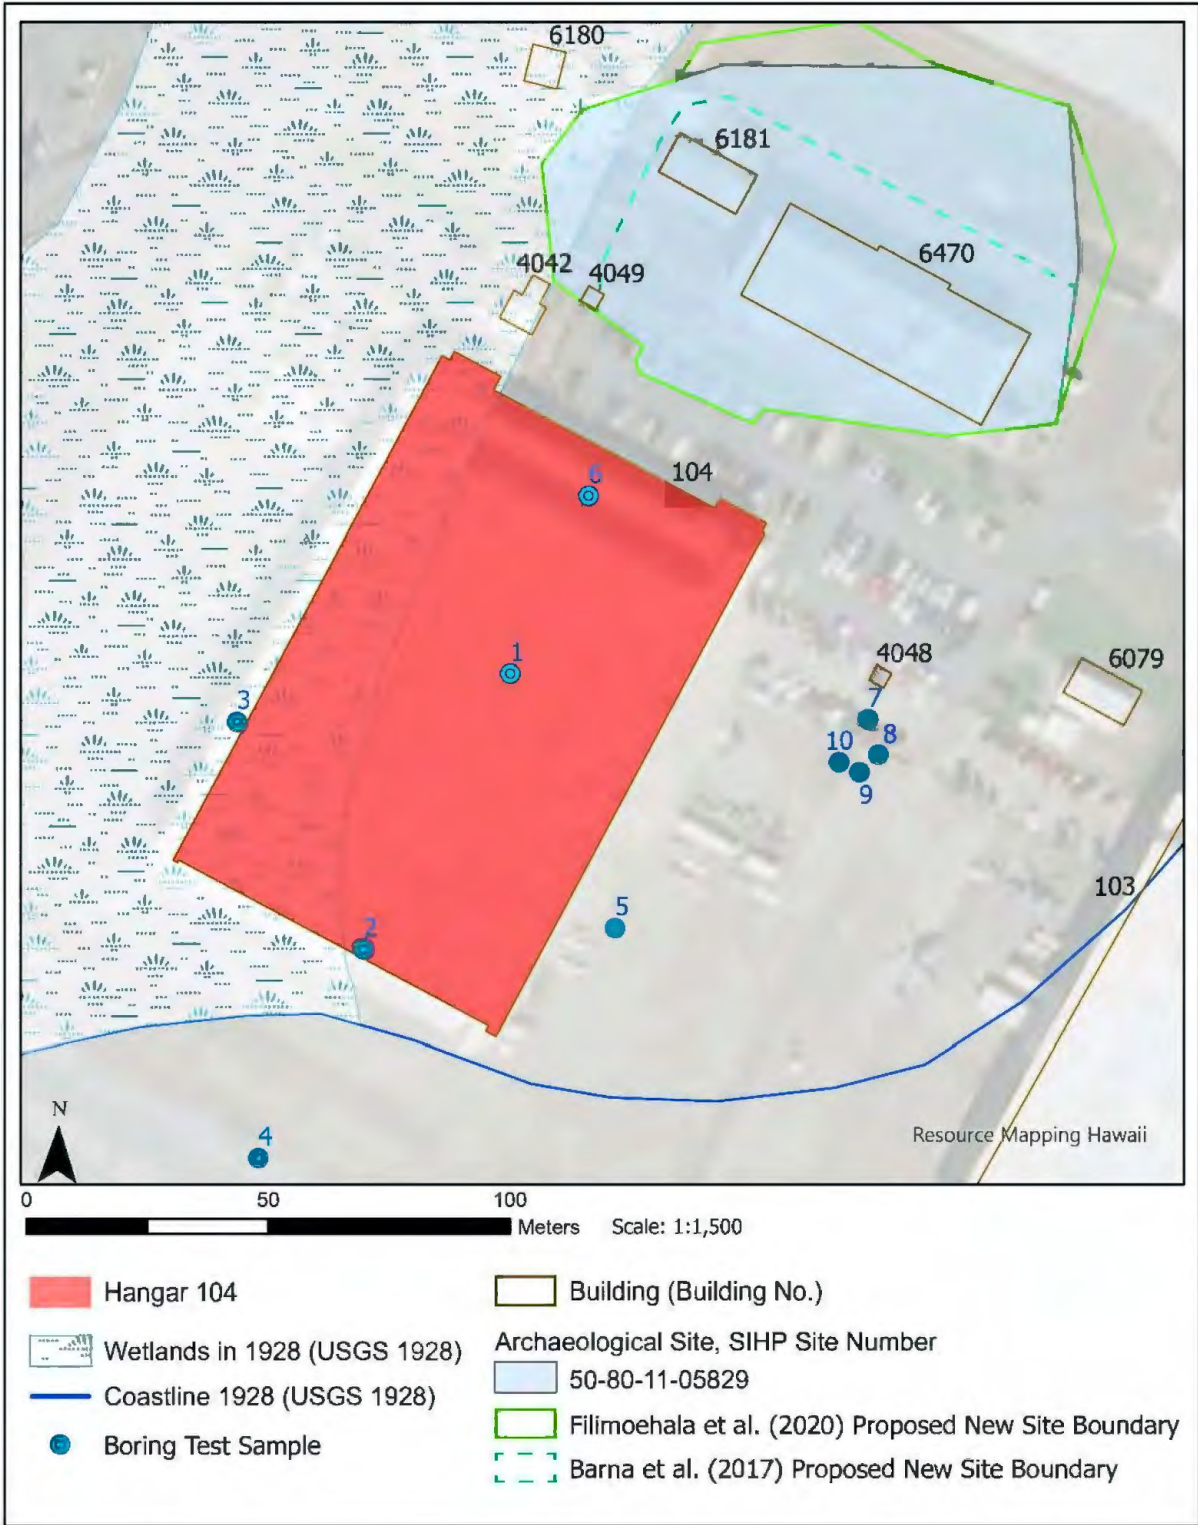 6180
6181
6470
4042
4049
104
6
1
4048
6079
3
7
8
10
9
103
2
5
N
4
Resource Mapping Hawaii
0 50 100
Meters Scale: 1:1,500
Hangar 104
Building (Building No.)
Wetlands in 1928 (USGS 1928)
Archaeological Site, SIHP Site Number
50-80-11-05829
Coastline 1928 (USGS 1928)
Filimoehala et al. (2020) Proposed New Site Boundary
Boring Test Sample
Barna et al. (2017) Proposed New Site Boundary